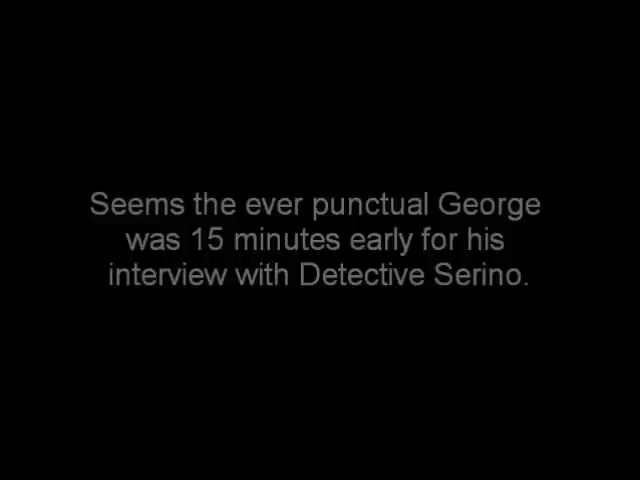 Seems the ever punctual George
was 15 minutes early for his
interview with Detective Serino.